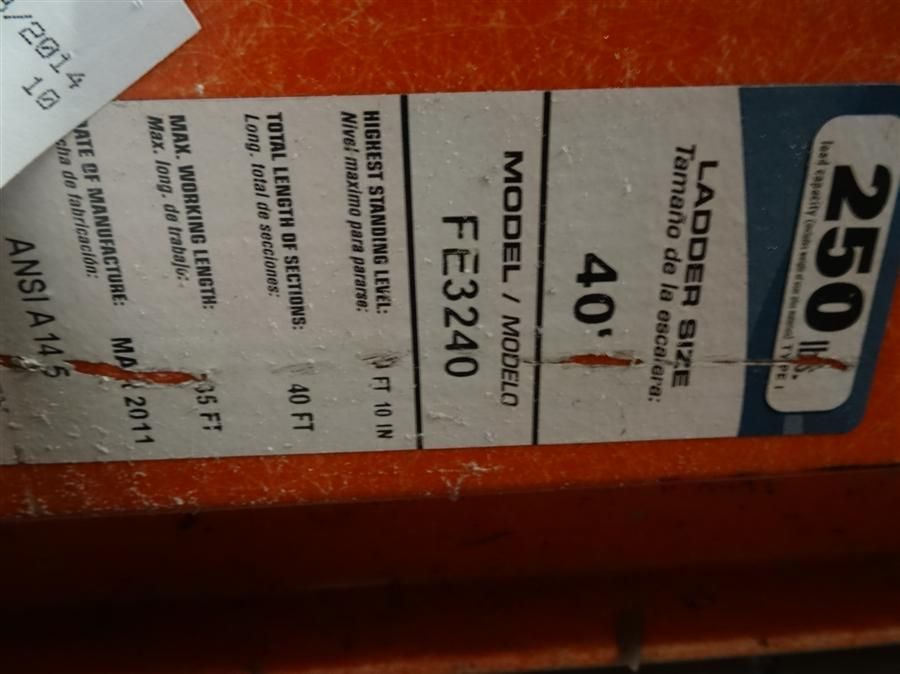 250 lbs.
load capacity
TYPE I
LADDER SIZE
Tamaño de la escalera:
40'
MODEL / MODELO
FE3240
HIGHEST STANDING LEVEL:
Nivel maximo para pararse:
FT 10 IN
TOTAL LENGTH OF SECTIONS:
Long. total de secciones:
40 FT
MAX. WORKING LENGTH:
Max. long. de trabajo:
35 FT
DATE OF MANUFACTURE:
cha de fabricación:
2011
ANSI A 14.5
/2014
10